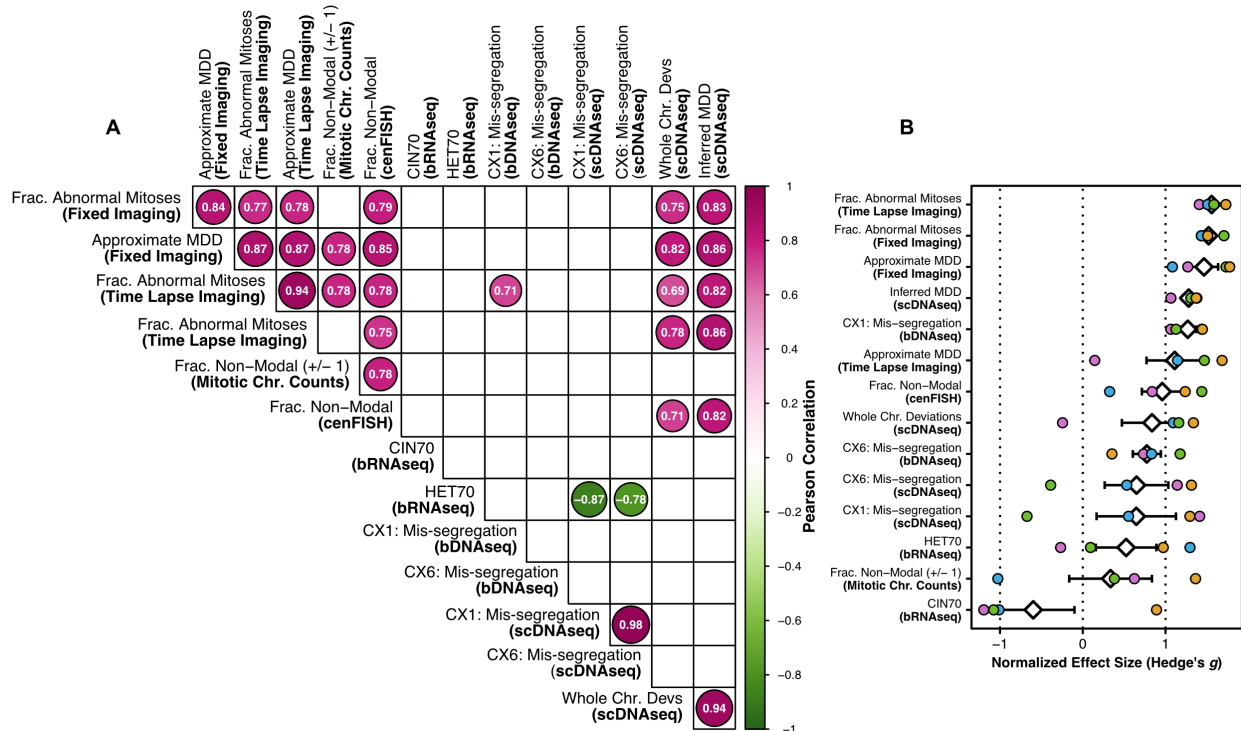 A
Approximate MDD
(Fixed Imaging)
Frac. Abnormal Mitoses
(Time Lapse Imaging)
Approximate MDD
(Time Lapse Imaging)
Frac. Non-Modal (+/− 1)
(Mitotic Chr. Counts)
Frac. Non-Modal
(cenFISH)
CIN70
(bRNAseq)
HET70
(bRNAseq)
CX1: Mis-segregation
(bDNAseq)
CX6: Mis-segregation
(bDNAseq)
CX1: Mis-segregation
(scDNAseq)
CX6: Mis-segregation
(scDNAseq)
Whole Chr. Devs
(scDNAseq)
Inferred MDD
(scDNAseq)
Frac. Abnormal Mitoses
(Fixed Imaging)
0.84 0.77 0.78 0.79 0.75 0.83
Approximate MDD
(Fixed Imaging)
0.87 0.87 0.78 0.85 0.82 0.86
Frac. Abnormal Mitoses
(Time Lapse Imaging)
0.94 0.78 0.78 0.71 0.69 0.82
Frac. Abnormal Mitoses
(Time Lapse Imaging)
0.75 0.78 0.86
Frac. Non−Modal (+/− 1)
(Mitotic Chr. Counts)
0.78
Frac. Non−Modal
(cenFISH)
0.71 0.82
CIN70
(bRNAseq)
HET70
(bRNAseq)
−0.87 −0.78
CX1: Mis-segregation
(bDNAseq)
CX6: Mis-segregation
(bDNAseq)
CX1: Mis-segregation
(scDNAseq)
0.98
CX6: Mis-segregation
(scDNAseq)
Whole Chr. Devs
(scDNAseq)
0.94
1
0.8
0.6
0.4
0.2
0
−0.2
−0.4
−0.6
−0.8
−1
Pearson Correlation
B
Frac. Abnormal Mitoses
(Time Lapse Imaging)
Frac. Abnormal Mitoses
(Fixed Imaging)
Approximate MDD
(Fixed Imaging)
Inferred MDD
(scDNAseq)
CX1: Mis−segregation
(bDNAseq)
Approximate MDD
(Time Lapse Imaging)
Frac. Non−Modal
(cenFISH)
Whole Chr. Deviations
(scDNAseq)
CX6: Mis−segregation
(bDNAseq)
CX6: Mis−segregation
(scDNAseq)
CX1: Mis−segregation
(scDNAseq)
HET70
(bRNAseq)
Frac. Non−Modal (+/− 1)
(Mitotic Chr. Counts)
CIN70
(bRNAseq)
−1 0 1
Normalized Effect Size (Hedge's g)